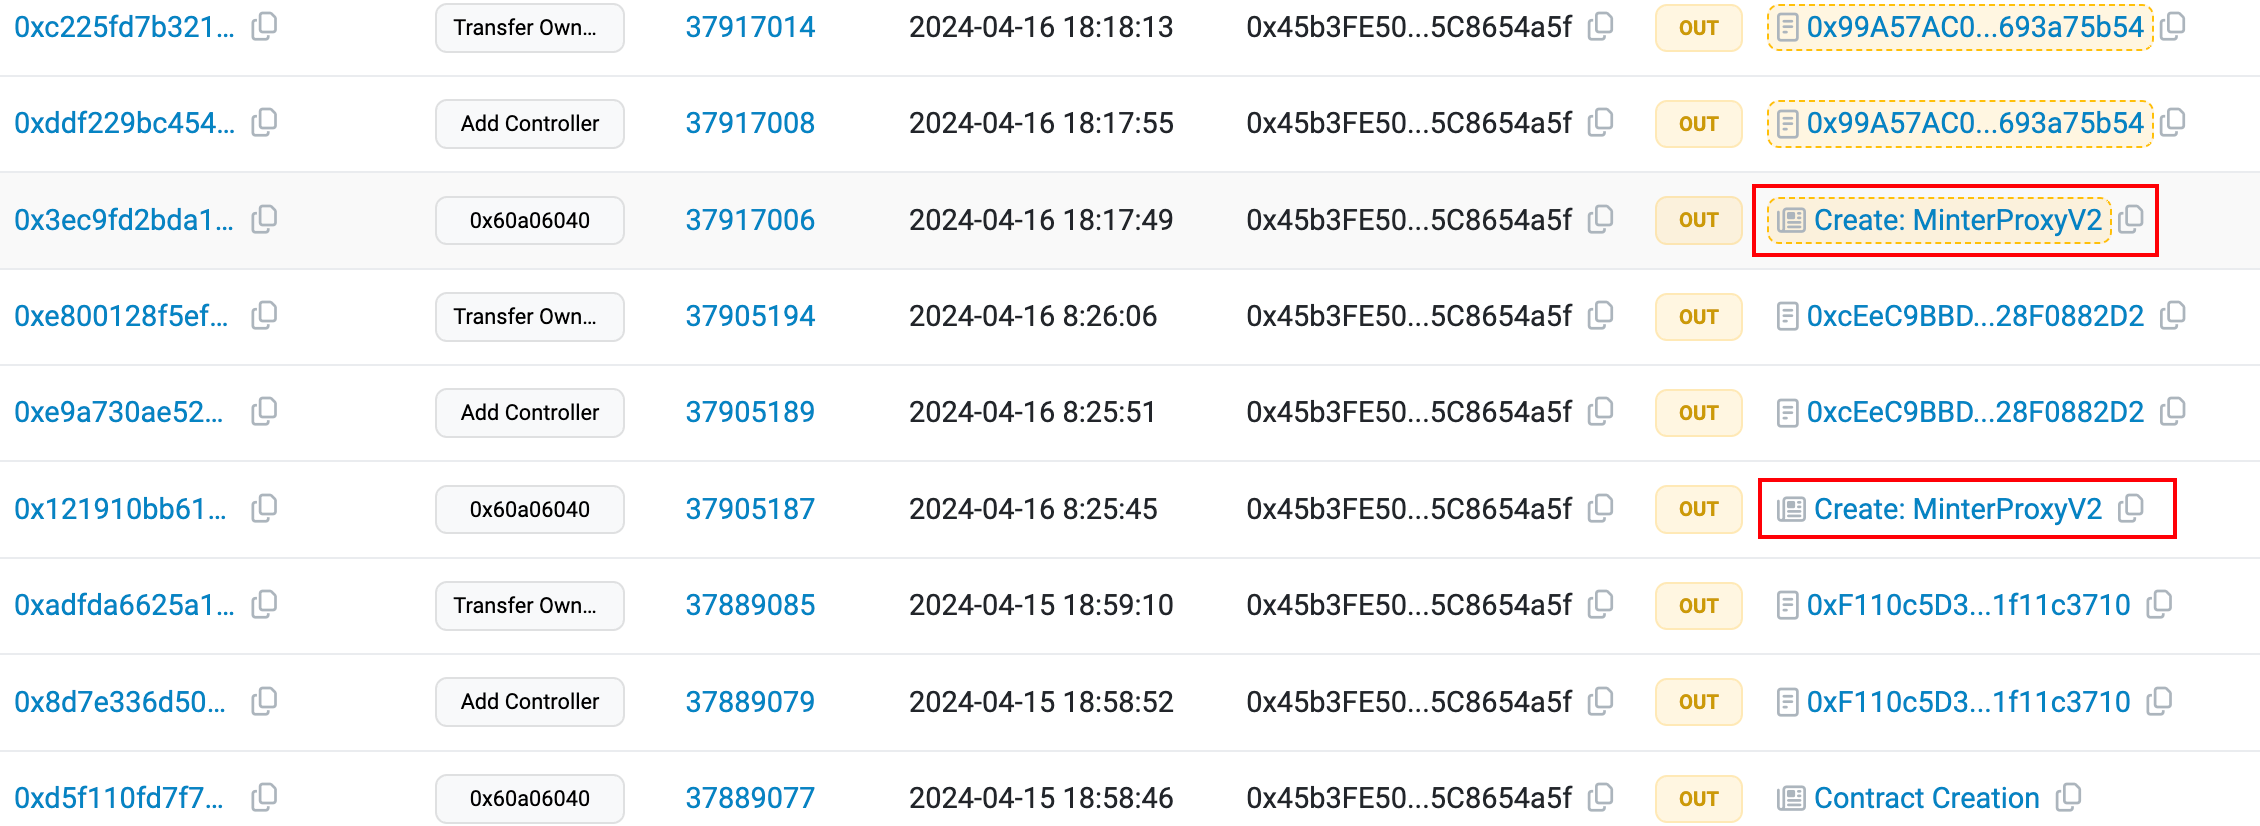 0xc225fd7b321... Transfer Own... 37917014 2024-04-16 18:18:13 0x45b3FE50...5C8654a5f OUT 0x99A57AC0...693a75b54
0xddf229bc454... Add Controller 37917008 2024-04-16 18:17:55 0x45b3FE50...5C8654a5f OUT 0x99A57AC0...693a75b54
0x3ec9fd2bda1... 0x60a06040 37917006 2024-04-16 18:17:49 0x45b3FE50...5C8654a5f OUT Create: MinterProxyV2
0xe800128f5ef... Transfer Own... 37905194 2024-04-16 8:26:06 0x45b3FE50...5C8654a5f OUT 0xcEeC9BBD...28F0882D2
0xe9a730ae52... Add Controller 37905189 2024-04-16 8:25:51 0x45b3FE50...5C8654a5f OUT 0xcEeC9BBD...28F0882D2
0x121910bb61... 0x60a06040 37905187 2024-04-16 8:25:45 0x45b3FE50...5C8654a5f OUT Create: MinterProxyV2
0xadfda6625a1... Transfer Own... 37889085 2024-04-15 18:59:10 0x45b3FE50...5C8654a5f OUT 0xF110c5D3...1f11c3710
0x8d7e336d50... Add Controller 37889079 2024-04-15 18:58:52 0x45b3FE50...5C8654a5f OUT 0xF110c5D3...1f11c3710
0xd5f110fd7f7... 0x60a06040 37889077 2024-04-15 18:58:46 0x45b3FE50...5C8654a5f OUT Contract Creation